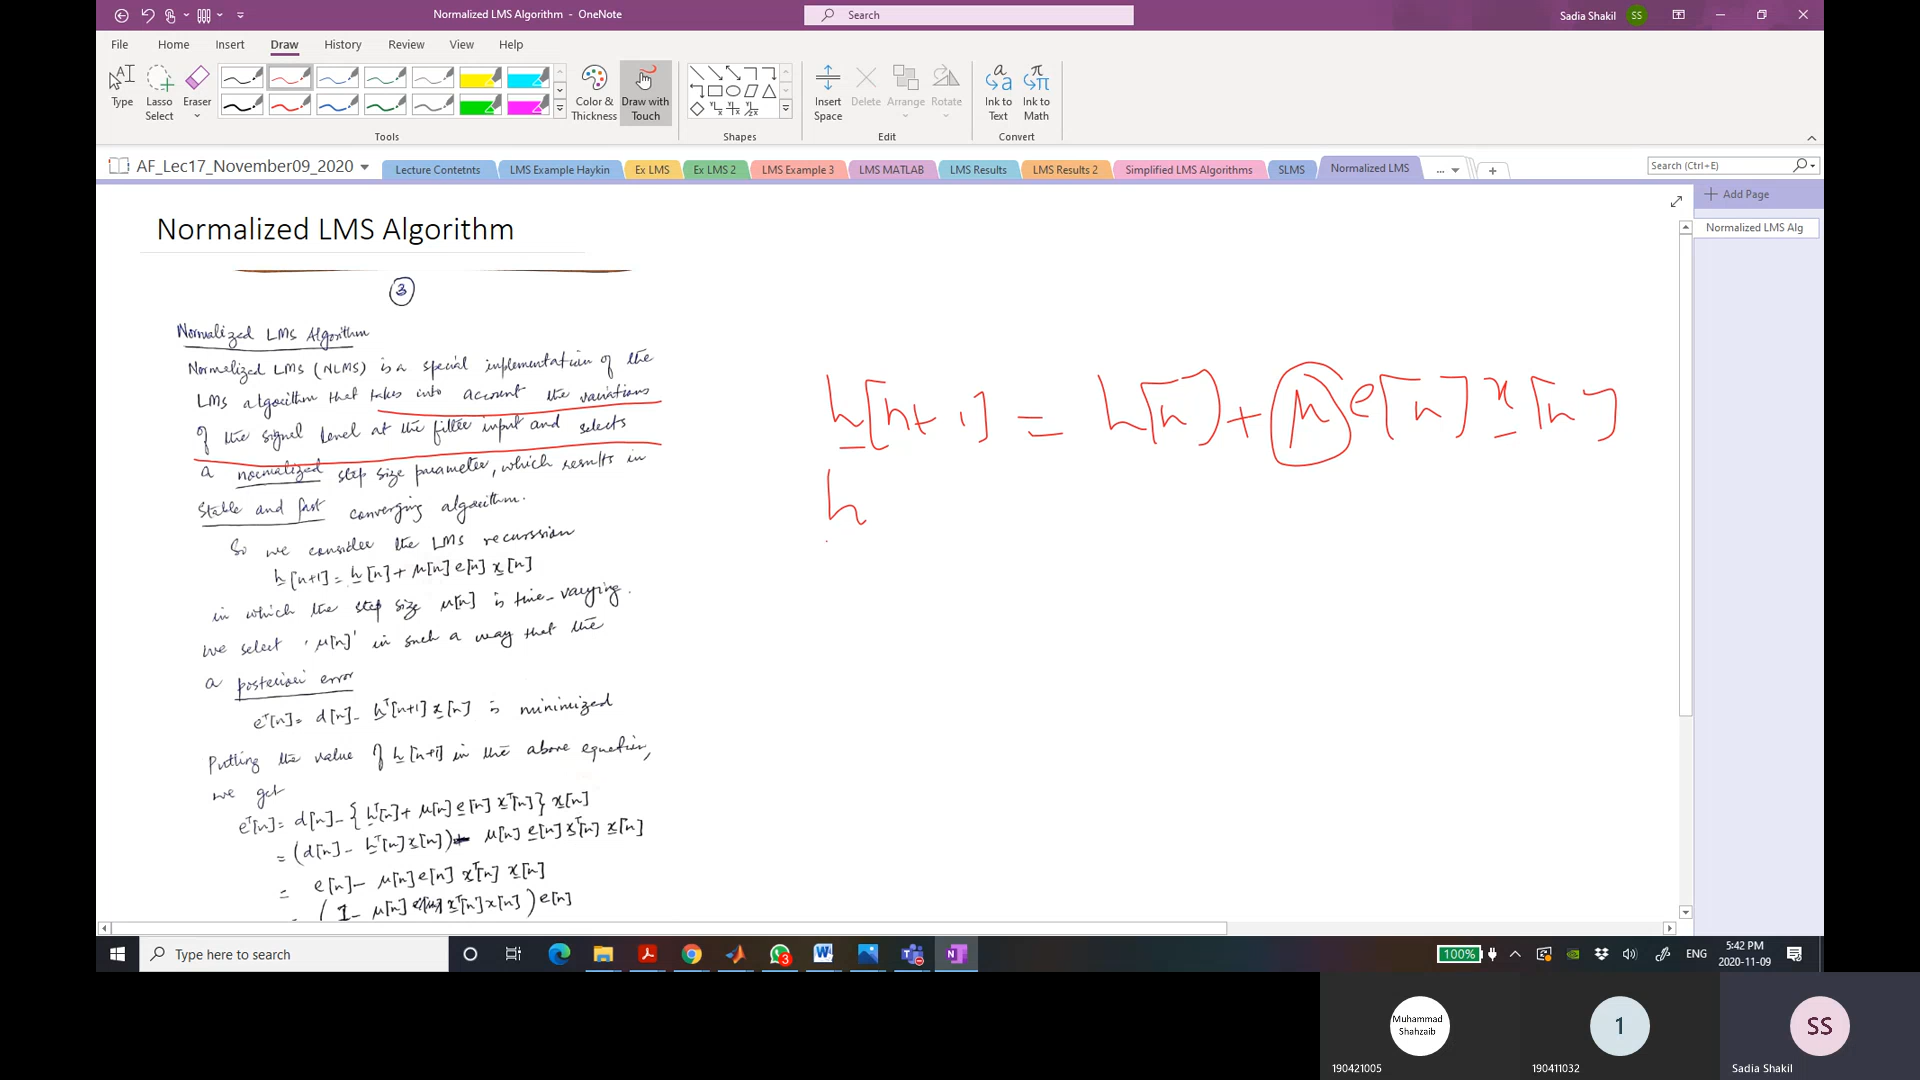 Normalized LMS Algorithm - OneNote
Search
Sadia Shakil
SS
File Home Insert Draw History Review View Help
Type
Lasso Select
Eraser
Color & Thickness
Draw with Touch
Insert Space
Delete
Arrange
Rotate
Ink to Text
Ink to Math
Tools
Shapes
Edit
Convert
AF_Lec17_November09_2020
Lecture Contetnts
LMS Example Haykin
Ex LMS
Ex LMS 2
LMS Example 3
LMS MATLAB
LMS Results
LMS Results 2
Simplified LMS Algorithms
SLMS
Normalized LMS
...
Search (Ctrl+E)
Add Page
Normalized LMS Alg
Normalized LMS Algorithm
3
Normalized LMS Algorithm
Normalized LMS (NLMS) is a special implementation of the
LMS algorithm that takes into account the variations
of the signal level at the filter input and selects
a normalized step size parameter, which results in
Stable and fast converging algorithm.
So we consider the LMS recurssion
h[n+1] = h[n] + μ[n] e[n] x[n]
in which the step size μ[n] is time-varying.
we select 'μ[n]' in such a way that the
a posteriori error
e⁺[n] = d[n] - hᵀ[n+1] x[n] is minimized
Putting the value of h[n+1] in the above equation,
we get
e⁺[n] = d[n] - {hᵀ[n] + μ[n] e[n] xᵀ[n]} x[n]
= (d[n] - hᵀ[n] x[n]) - μ[n] e[n] xᵀ[n] x[n]
= e[n] - μ[n] e[n] xᵀ[n] x[n]
= (1 - μ[n] xᵀ[n] x[n]) e[n]
h[n+1] = h[n] + μ e[n] x[n]
h
Type here to search
3
100%
ENG
5:42 PM
2020-11-09
Muhammad Shahzaib
190421005
1
190411032
SS
Sadia Shakil